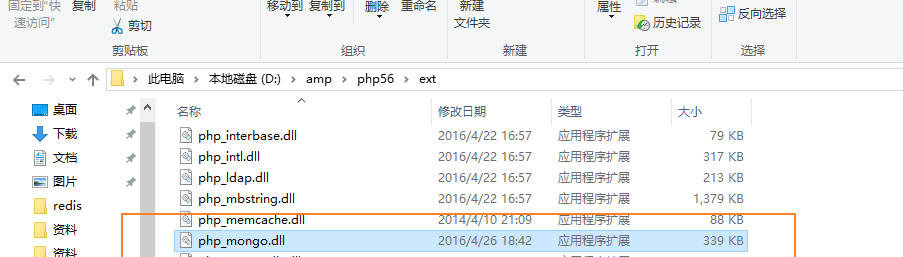 固定到"快 复制 粘贴 移动到 复制到 删除 重命名 新建 属性
速访问" 剪切 文件夹 历史记录 反向选择
剪贴板 组织 新建 打开 选择
此电脑 本地磁盘 (D:) amp php56 ext
名称 修改日期 类型 大小
桌面
下载
文档
图片
redis
资料
资料
php_interbase.dll 2016/4/22 16:57 应用程序扩展 79 KB
php_intl.dll 2016/4/22 16:57 应用程序扩展 317 KB
php_ldap.dll 2016/4/22 16:57 应用程序扩展 213 KB
php_mbstring.dll 2016/4/22 16:57 应用程序扩展 1,379 KB
php_memcache.dll 2014/4/10 21:09 应用程序扩展 88 KB
php_mongo.dll 2016/4/26 18:42 应用程序扩展 339 KB